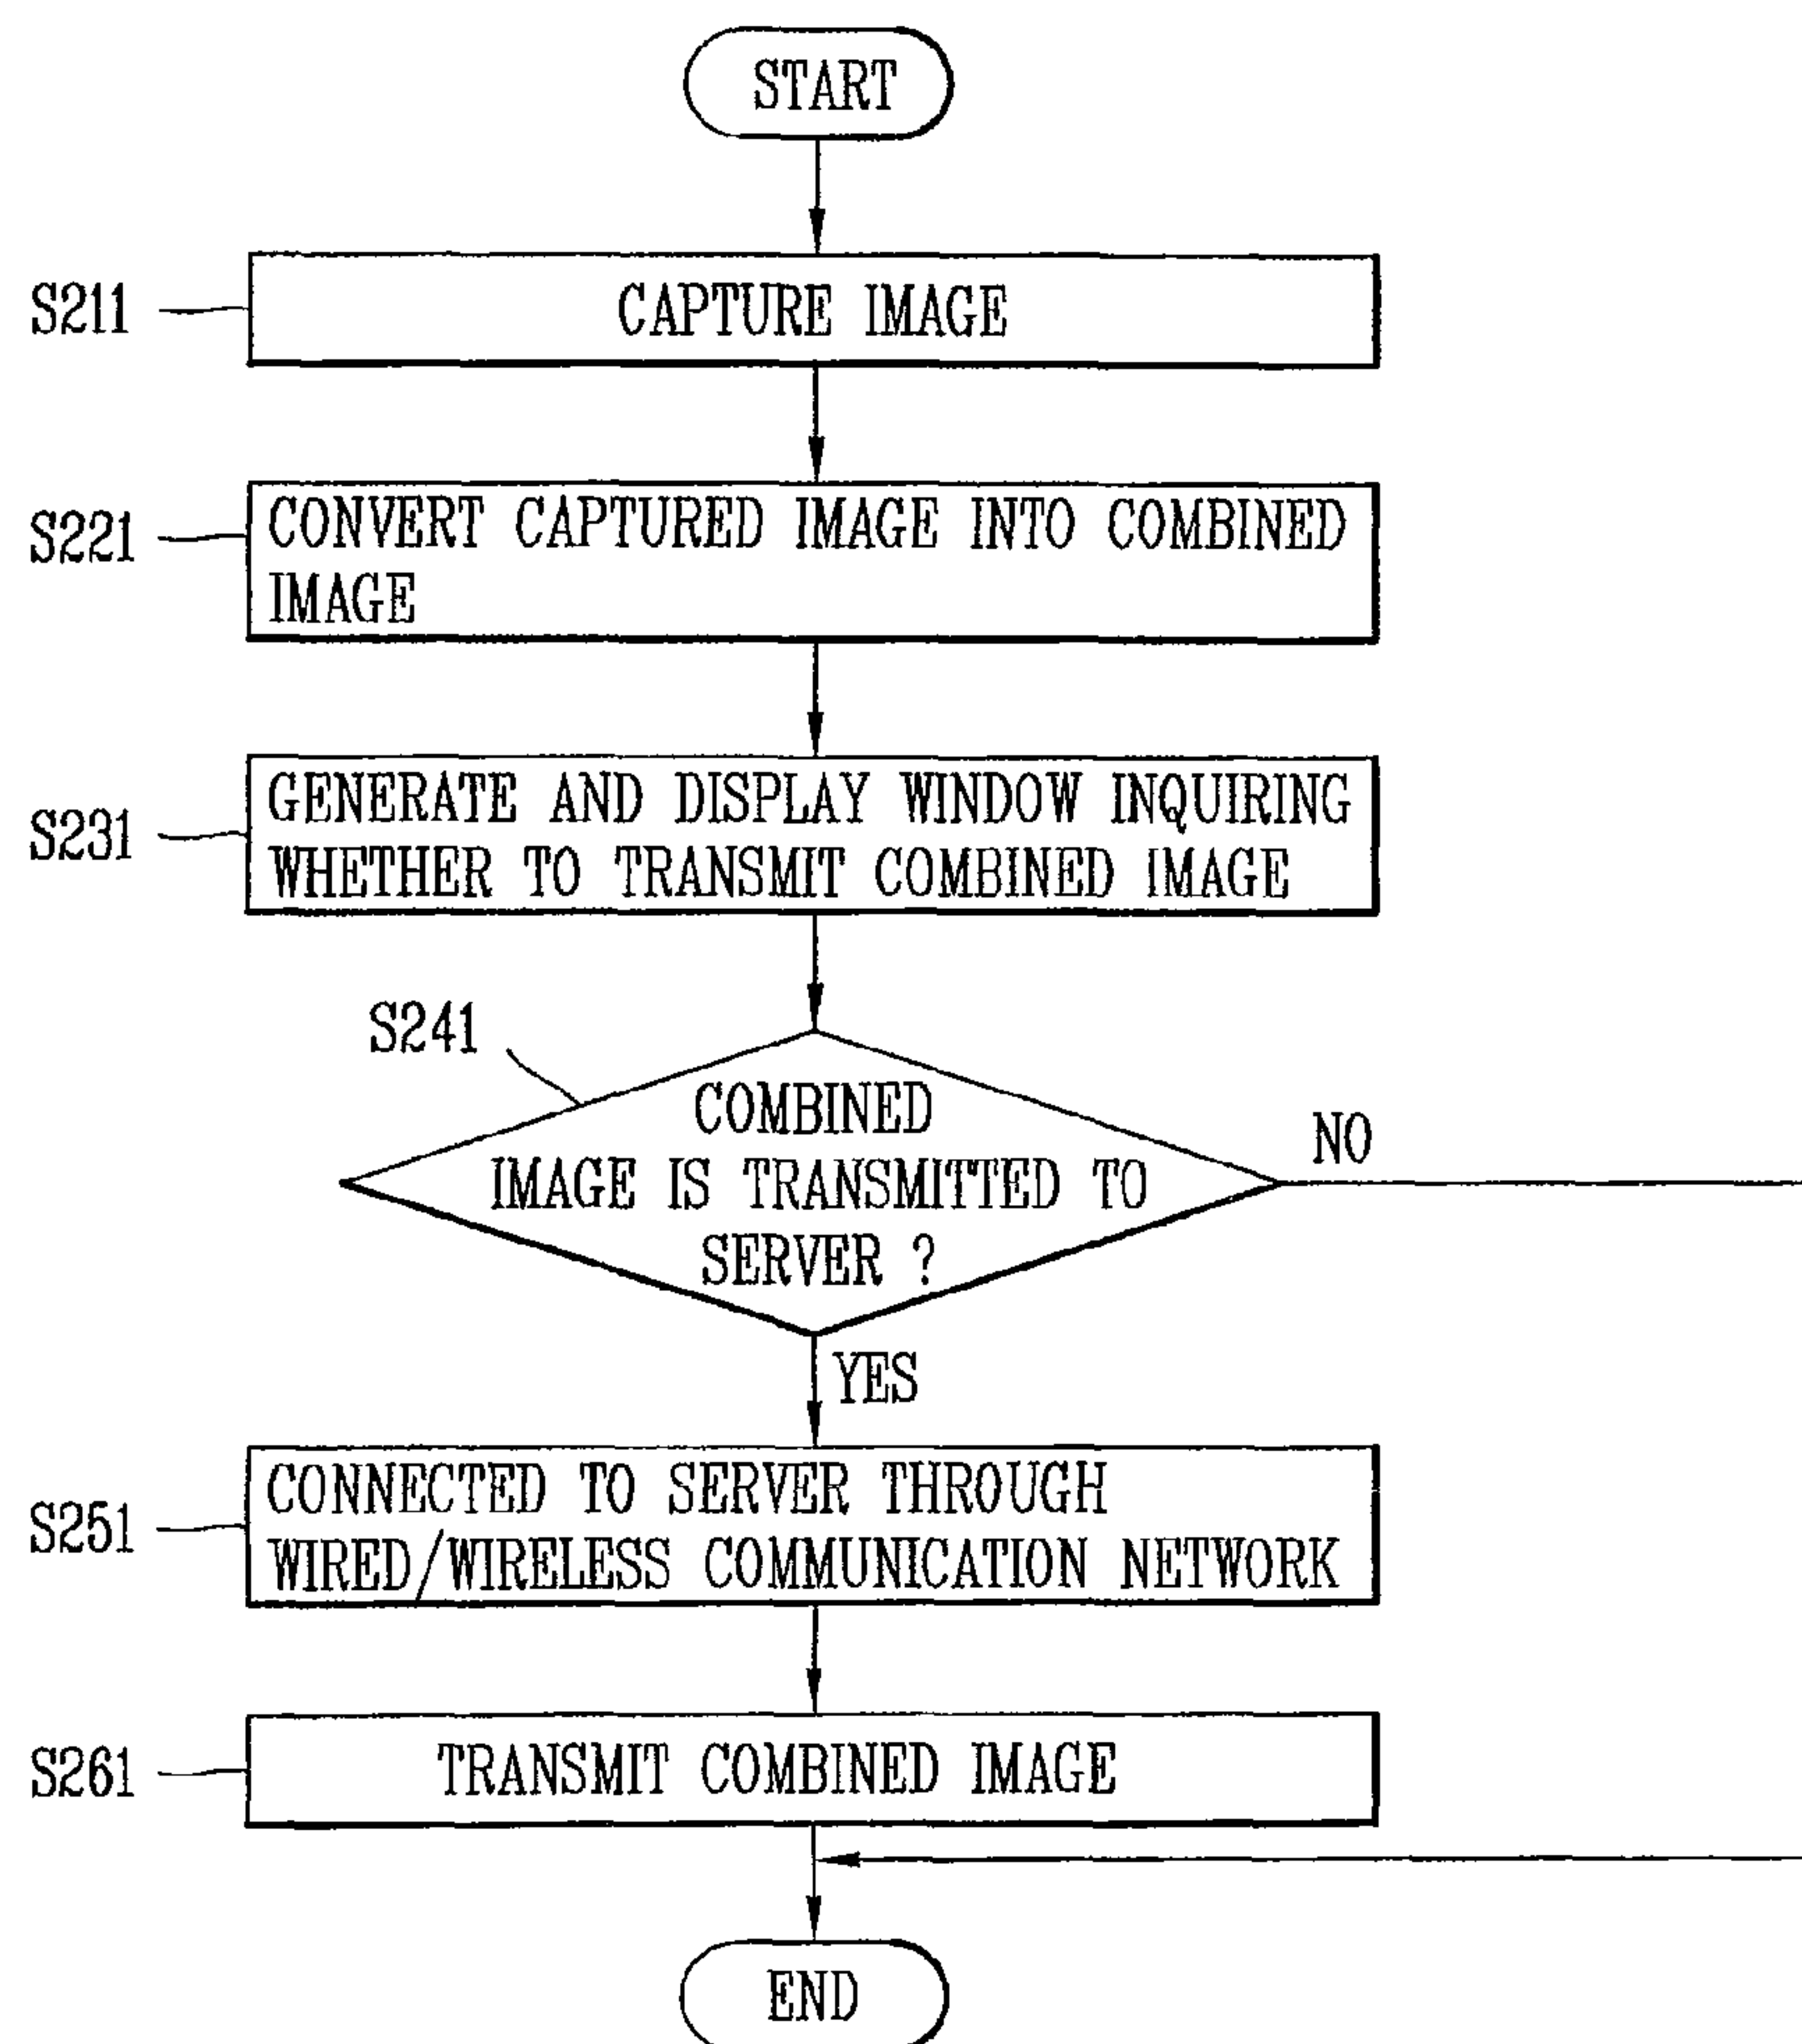 START
S211
CAPTURE IMAGE
S221
CONVERT CAPTURED IMAGE INTO COMBINED
IMAGE
S231
GENERATE AND DISPLAY WINDOW INQUIRING
WHETHER TO TRANSMIT COMBINED IMAGE
S241
COMBINED
IMAGE IS TRANSMITTED TO
SERVER ?
NO
YES
S251
CONNECTED TO SERVER THROUGH
WIRED/WIRELESS COMMUNICATION NETWORK
S261
TRANSMIT COMBINED IMAGE
END